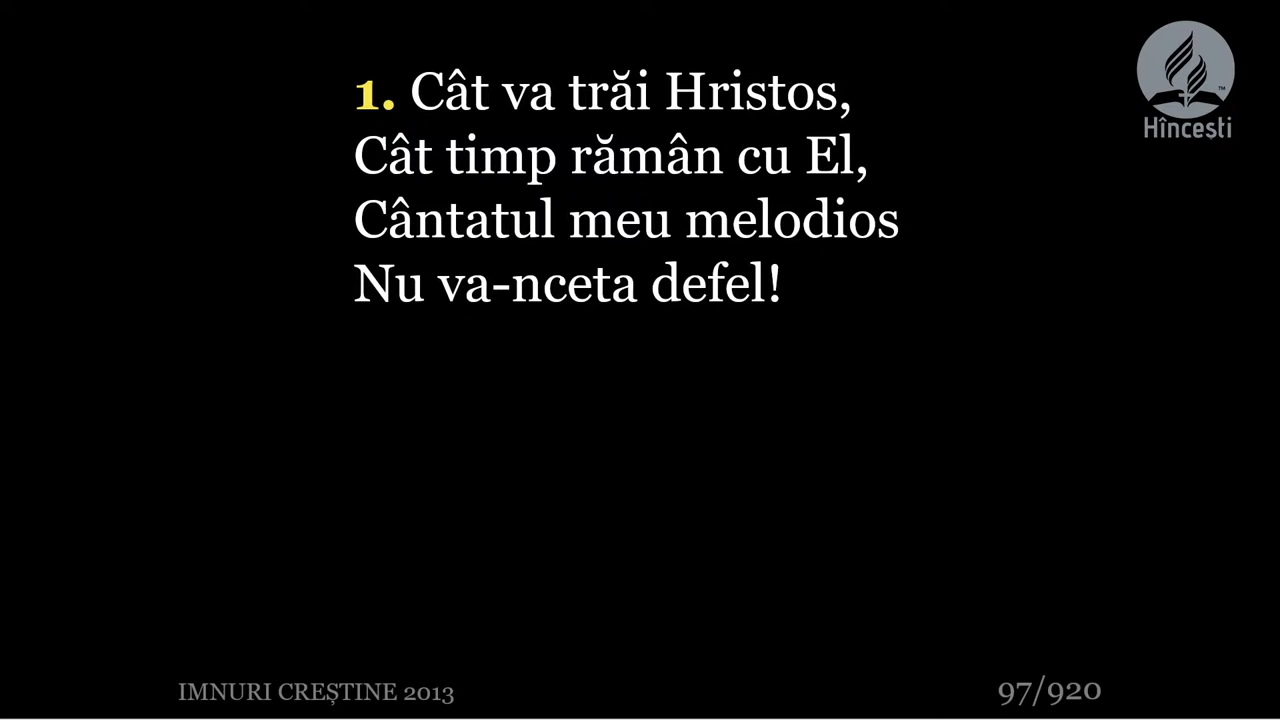 1. Cât va trăi Hristos,
Cât timp rămân cu El,
Cântatul meu melodios
Nu va-nceta defel!
Hîncești
IMNURI CREȘTINE 2013
97/920